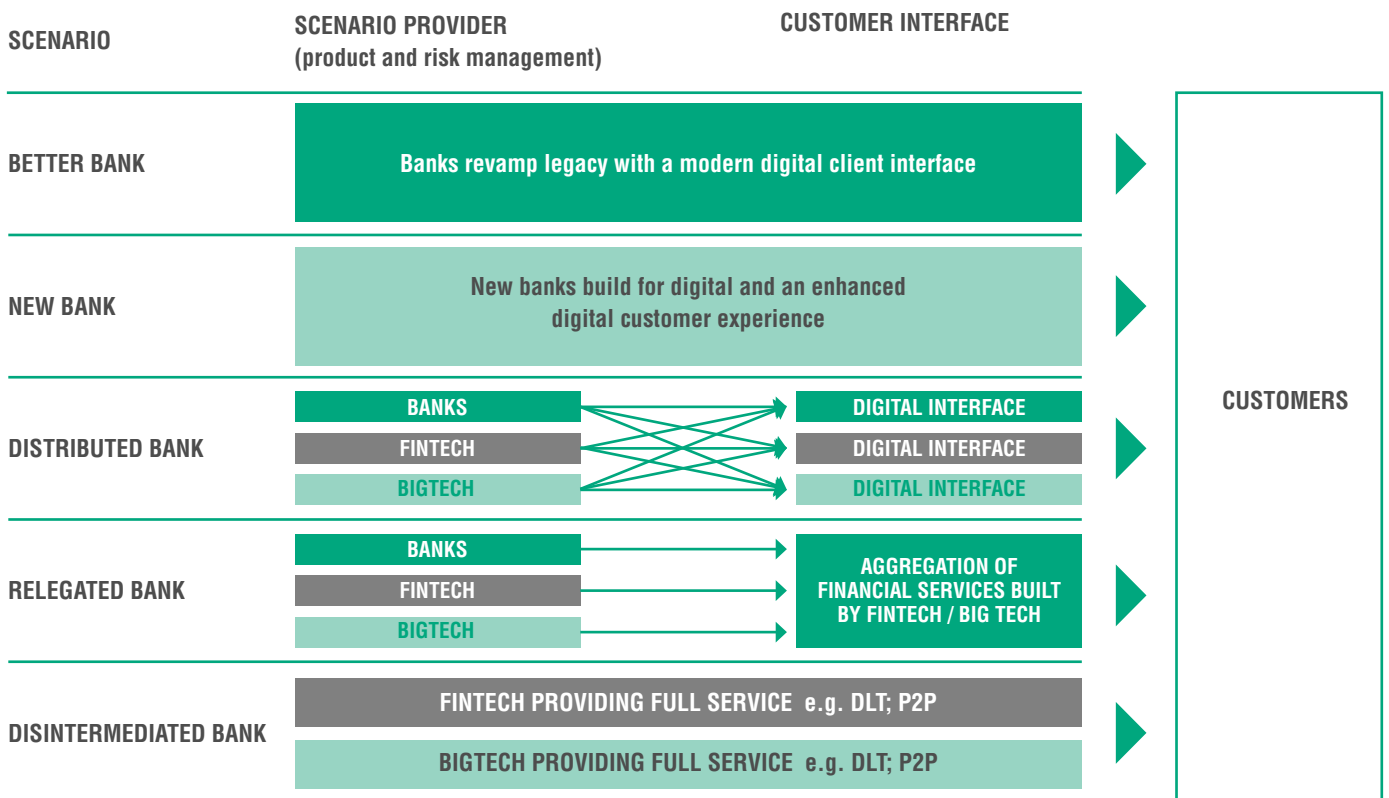 SCENARIO
SCENARIO PROVIDER
(product and risk management)
CUSTOMER INTERFACE
BETTER BANK
Banks revamp legacy with a modern digital client interface
NEW BANK
New banks build for digital and an enhanced
digital customer experience
DISTRIBUTED BANK
BANKS
FINTECH
BIGTECH
DIGITAL INTERFACE
DIGITAL INTERFACE
DIGITAL INTERFACE
RELEGATED BANK
BANKS
FINTECH
BIGTECH
AGGREGATION OF
FINANCIAL SERVICES BUILT
BY FINTECH / BIG TECH
DISINTERMEDIATED BANK
FINTECH PROVIDING FULL SERVICE e.g. DLT; P2P
BIGTECH PROVIDING FULL SERVICE e.g. DLT; P2P
CUSTOMERS